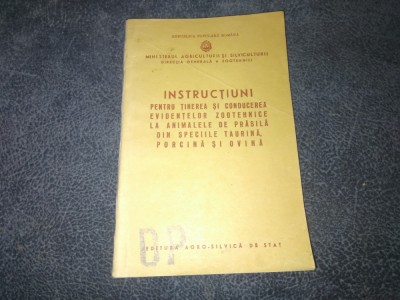 REPUBLICA POPULARĂ ROMÂNĂ
MINISTERUL AGRICULTURII ȘI SILVICULTURII
DIRECȚIA GENERALĂ A ZOOTEHNIEI
INSTRUCȚIUNI
PENTRU ȚINEREA ȘI CONDUCEREA
EVIDENȚELOR ZOOTEHNICE
LA ANIMALELE DE PRĂSILĂ
DIN SPECIILE TAURINĂ,
PORCINĂ ȘI OVINĂ
DP
EDITURA AGRO-SILVICĂ DE STAT